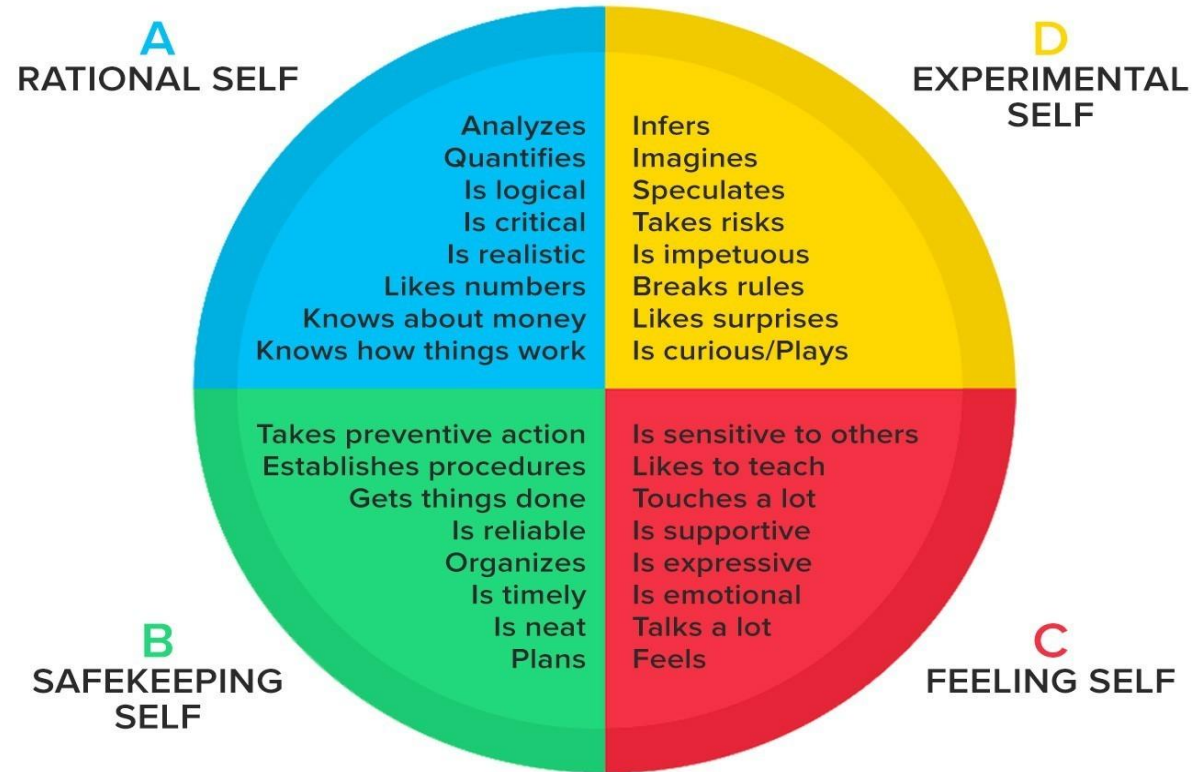 A
RATIONAL SELF
Analyzes
Quantifies
Is logical
Is critical
Is realistic
Likes numbers
Knows about money
Knows how things work
D
EXPERIMENTAL
SELF
Infers
Imagines
Speculates
Takes risks
Is impetuous
Breaks rules
Likes surprises
Is curious/Plays
B
SAFEKEEPING
SELF
Takes preventive action
Establishes procedures
Gets things done
Is reliable
Organizes
Is timely
Is neat
Plans
C
FEELING SELF
Is sensitive to others
Likes to teach
Touches a lot
Is supportive
Is expressive
Is emotional
Talks a lot
Feels